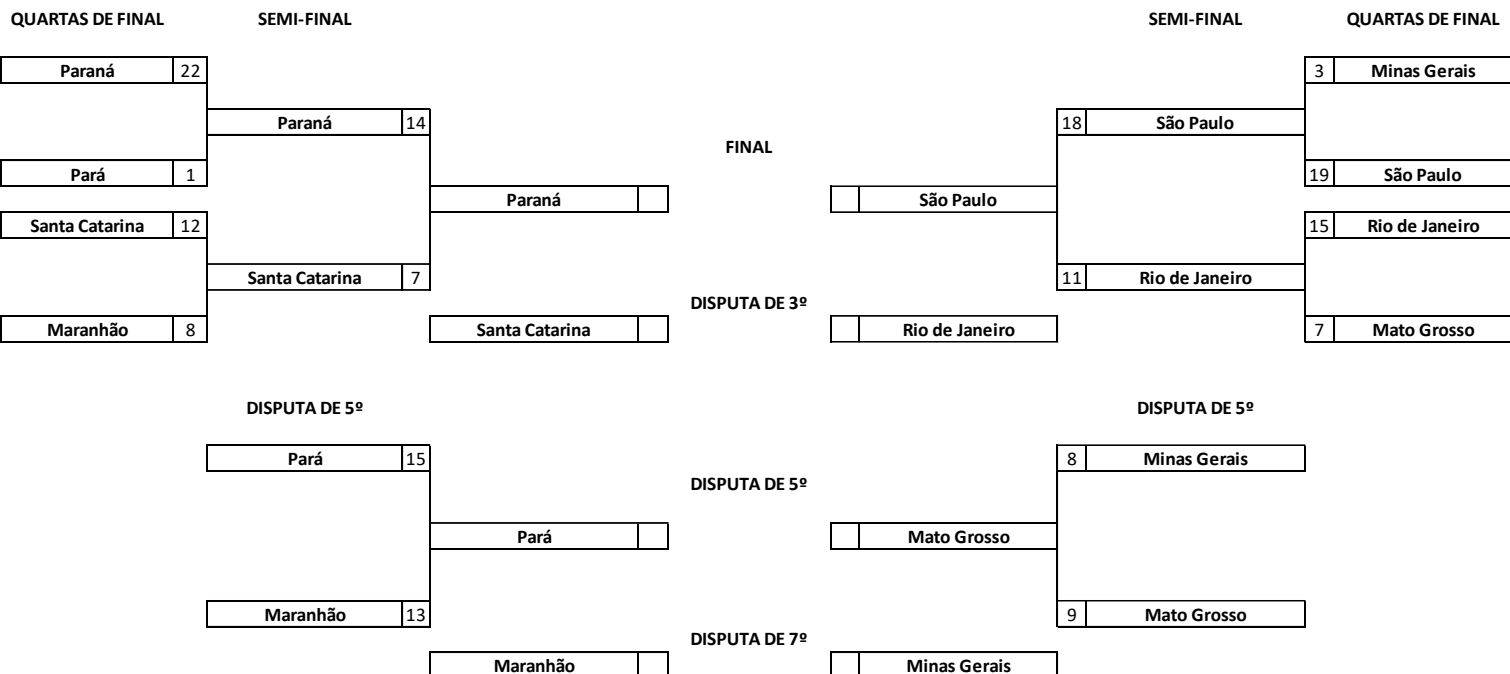 QUARTAS DE FINAL SEMI-FINAL SEMI-FINAL QUARTAS DE FINAL
Paraná 22 3 Minas Gerais
Paraná 14 18 São Paulo
FINAL
Pará 1 19 São Paulo
Paraná São Paulo
Santa Catarina 12 15 Rio de Janeiro
Santa Catarina 7 11 Rio de Janeiro
DISPUTA DE 3º
Maranhão 8 Santa Catarina Rio de Janeiro 7 Mato Grosso
DISPUTA DE 5º DISPUTA DE 5º
Pará 15 8 Minas Gerais
DISPUTA DE 5º
Pará Mato Grosso
Maranhão 13 9 Mato Grosso
DISPUTA DE 7º
Maranhão Minas Gerais